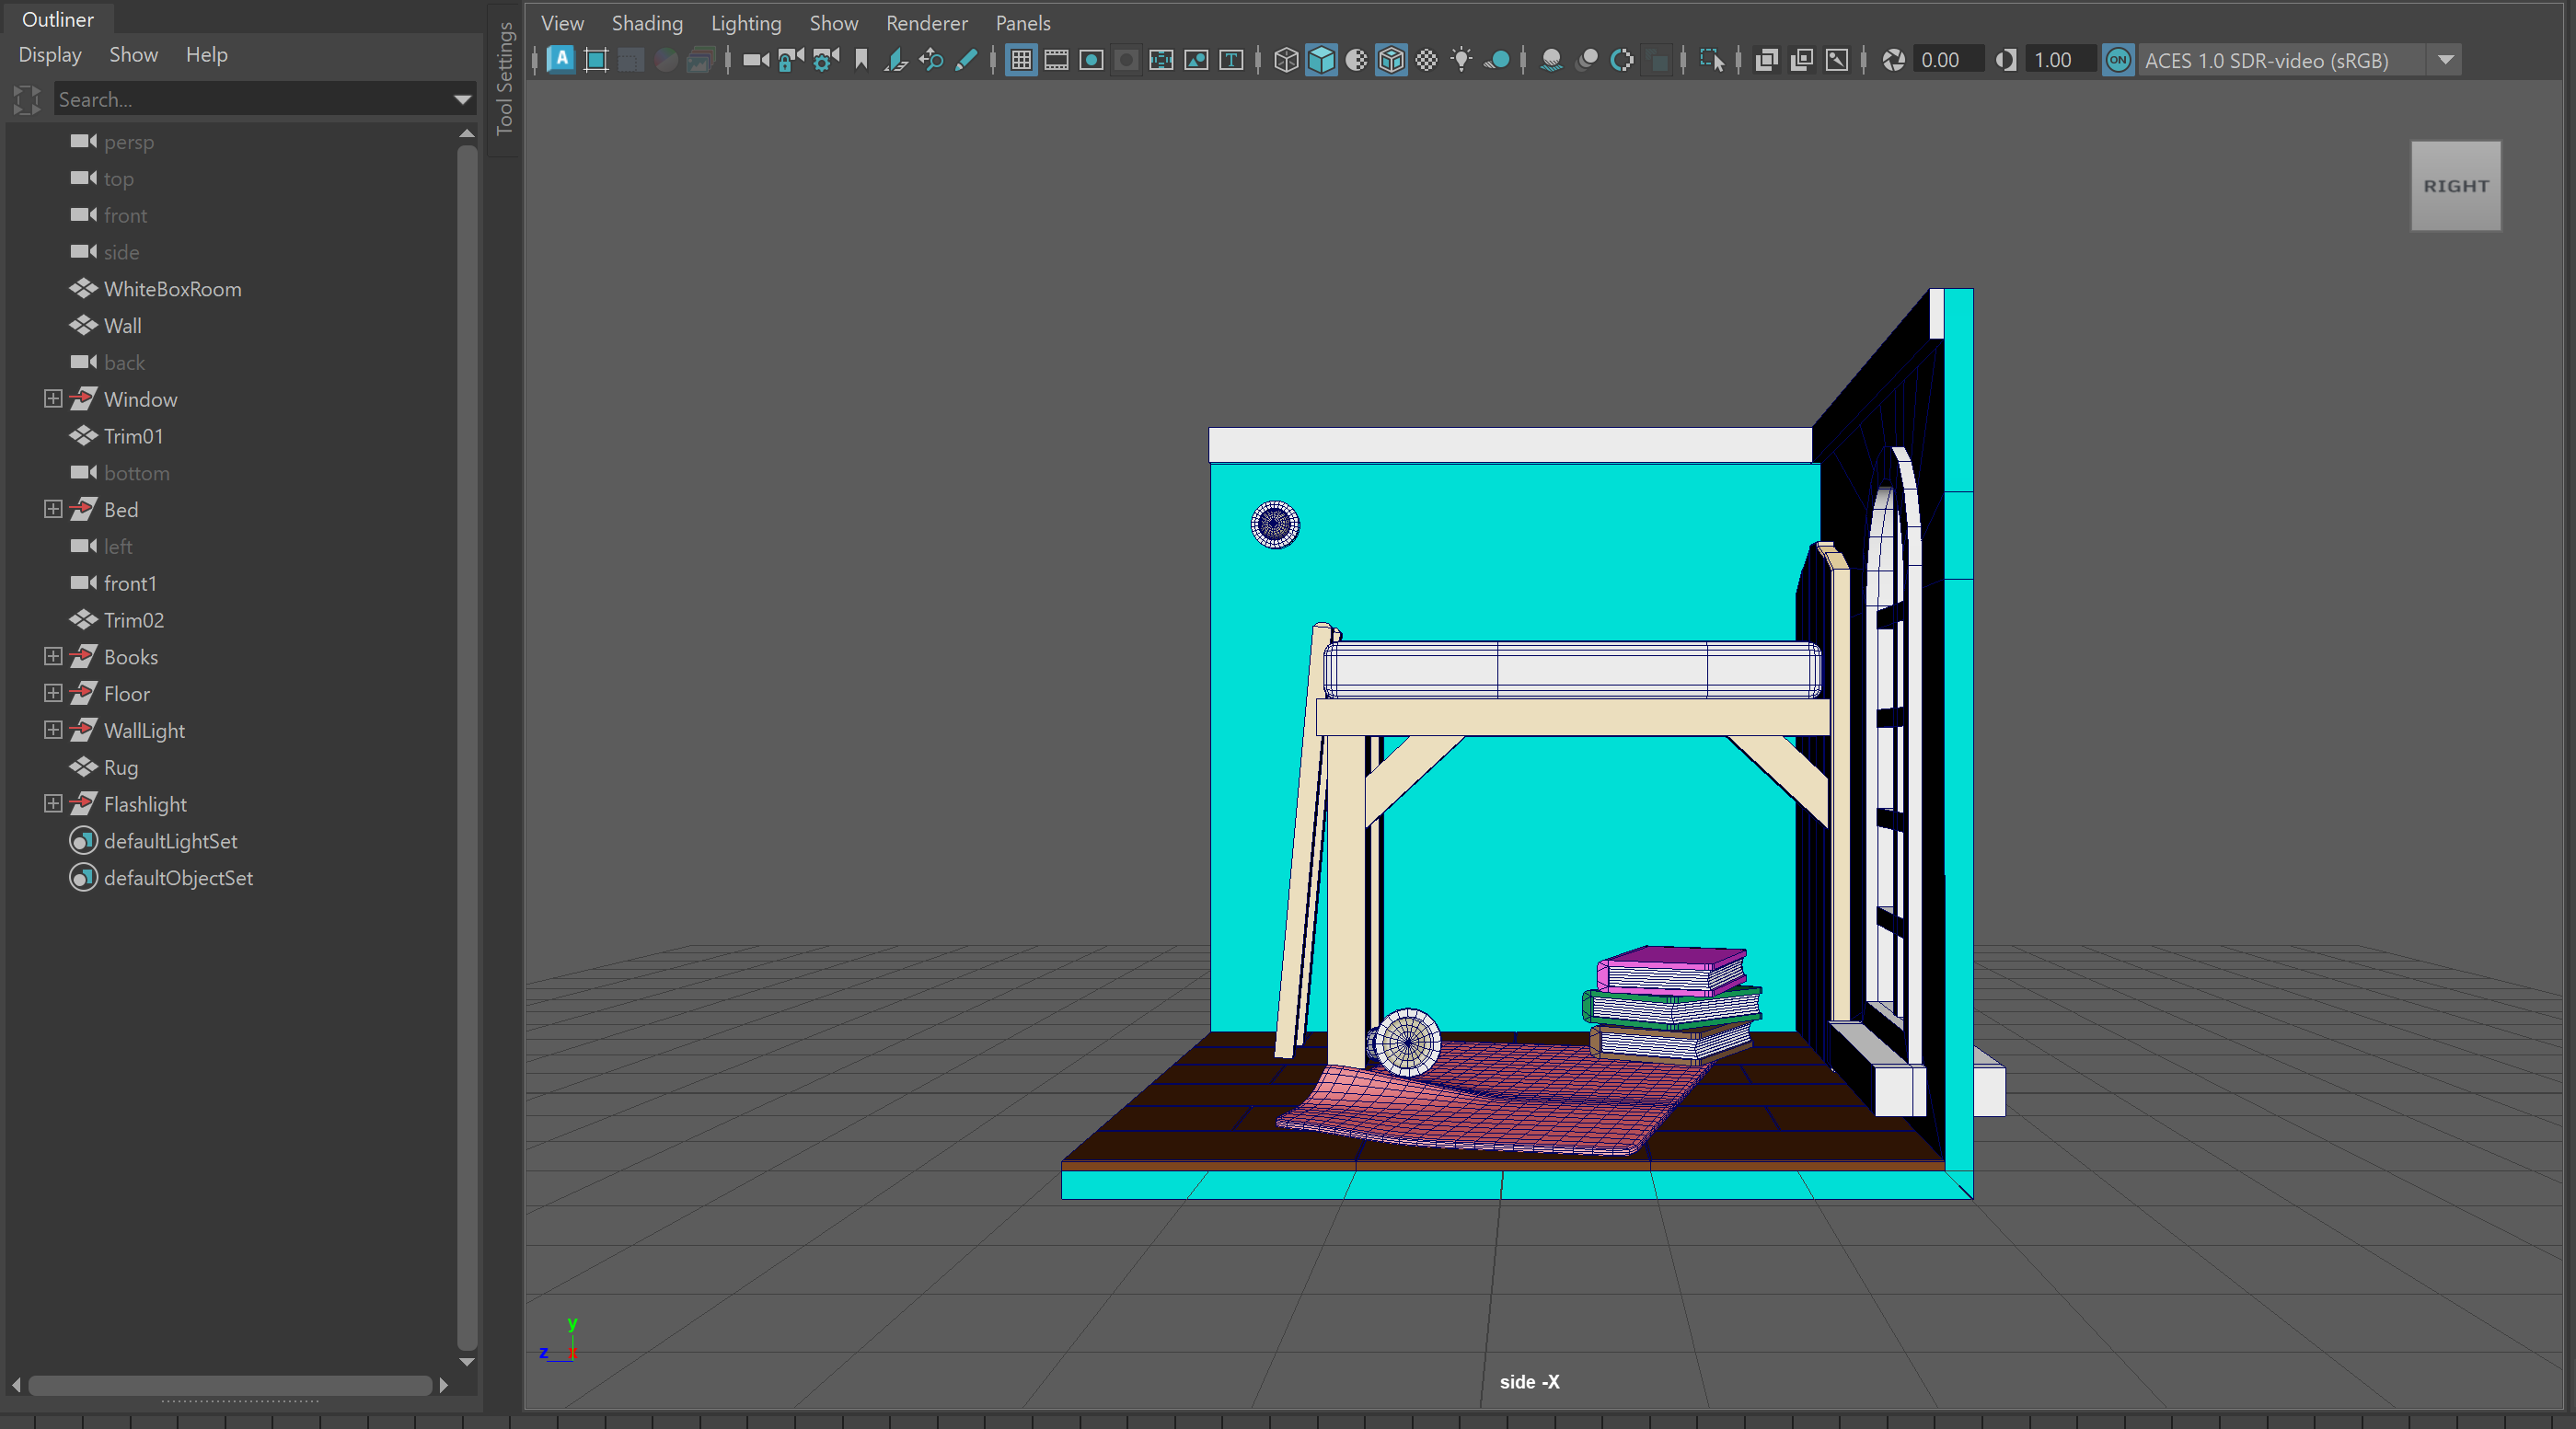 Outliner
Display Show Help
Search...
persp
top
front
side
WhiteBoxRoom
Wall
back
Window
Trim01
bottom
Bed
left
front1
Trim02
Books
Floor
WallLight
Rug
Flashlight
defaultLightSet
defaultObjectSet
Tool Settings
View Shading Lighting Show Renderer Panels
A T 0.00 1.00 ON ACES 1.0 SDR-video (sRGB)
RIGHT
y
z x
side -X